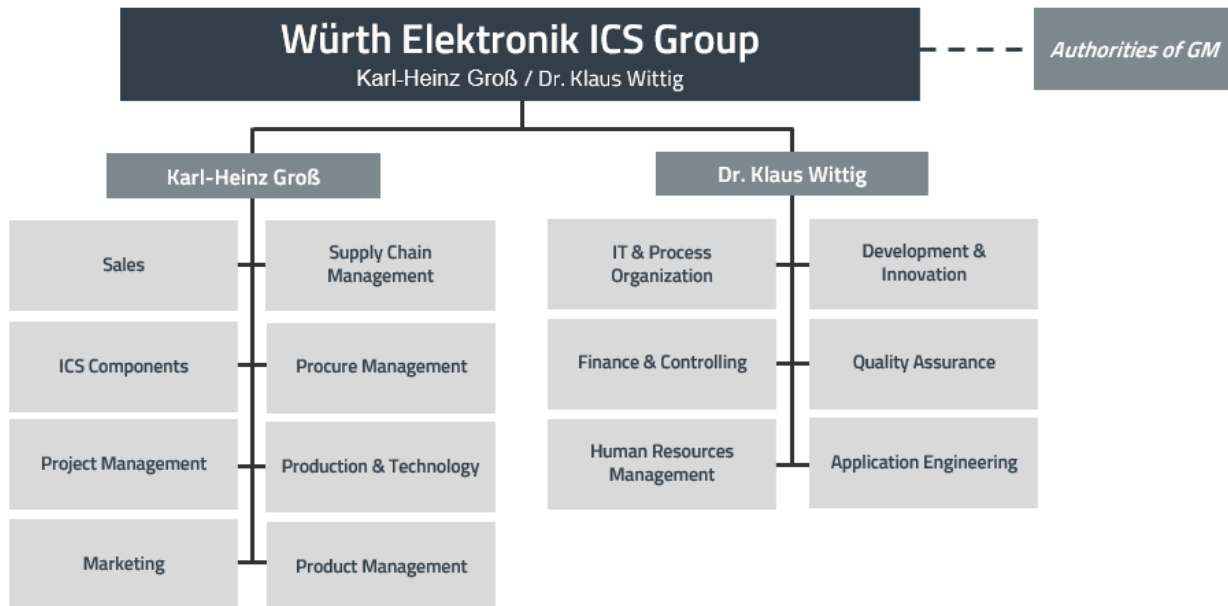 Würth Elektronik ICS Group
Karl-Heinz Groß / Dr. Klaus Wittig
Authorities of GM
Karl-Heinz Groß
Dr. Klaus Wittig
Sales
Supply Chain
Management
IT & Process
Organization
Development &
Innovation
ICS Components
Procure Management
Finance & Controlling
Quality Assurance
Project Management
Production & Technology
Human Resources
Management
Application Engineering
Marketing
Product Management